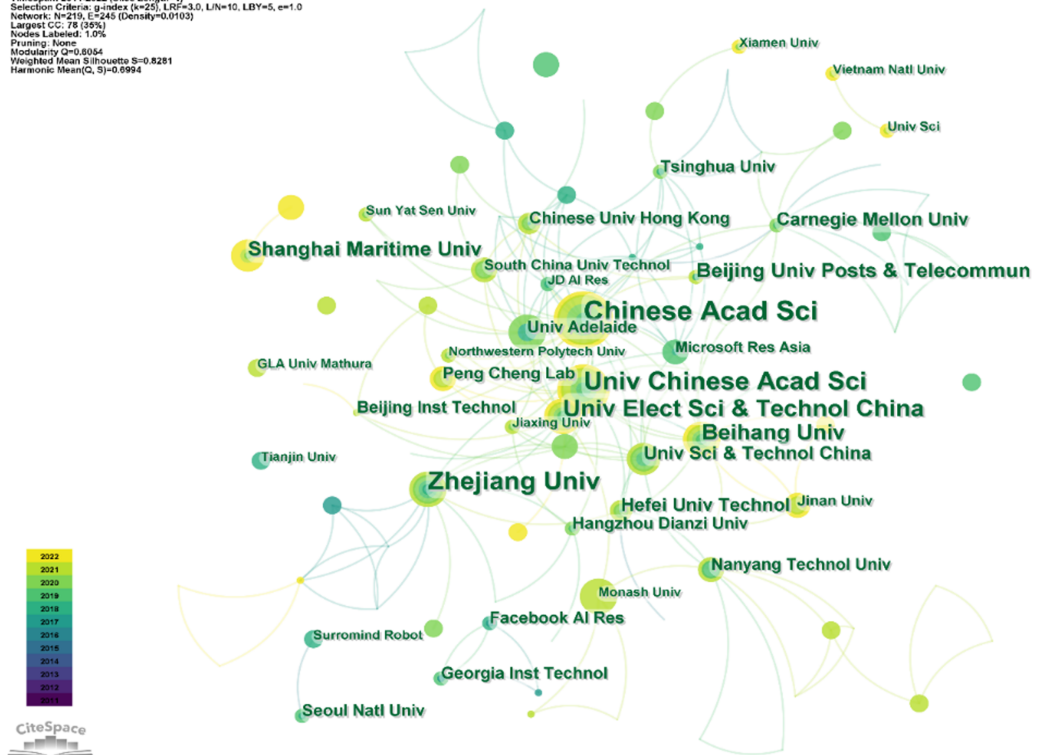 Selection Criteria: g-index (k=25), LRF=3.0, L/N=10, LBY=5, e=1.0
Network: N=219, E=245 (Density=0.0103)
Largest CC: 78 (35%)
Nodes Labeled: 1.0%
Pruning: None
Modularity Q=0.6054
Weighted Mean Silhouette S=0.8281
Harmonic Mean(Q, S)=0.6994
Xiamen Univ
Vietnam Natl Univ
Univ Sci
Tsinghua Univ
Sun Yat Sen Univ
Chinese Univ Hong Kong
Carnegie Mellon Univ
Shanghai Maritime Univ
South China Univ Technol
Beijing Univ Posts & Telecommun
JD AI Res
Chinese Acad Sci
Univ Adelaide
Microsoft Res Asia
Northwestern Polytech Univ
GLA Univ Mathura
Peng Cheng Lab
Univ Chinese Acad Sci
Beijing Inst Technol
Univ Elect Sci & Technol China
Jiaxing Univ
Beihang Univ
Univ Sci & Technol China
Tianjin Univ
Zhejiang Univ
Jinan Univ
Hefei Univ Technol
Hangzhou Dianzi Univ
Nanyang Technol Univ
Monash Univ
Facebook AI Res
Surromind Robot
Georgia Inst Technol
Seoul Natl Univ
2022
2021
2020
2019
2018
2017
2016
2015
2014
2013
2012
2011
CiteSpace